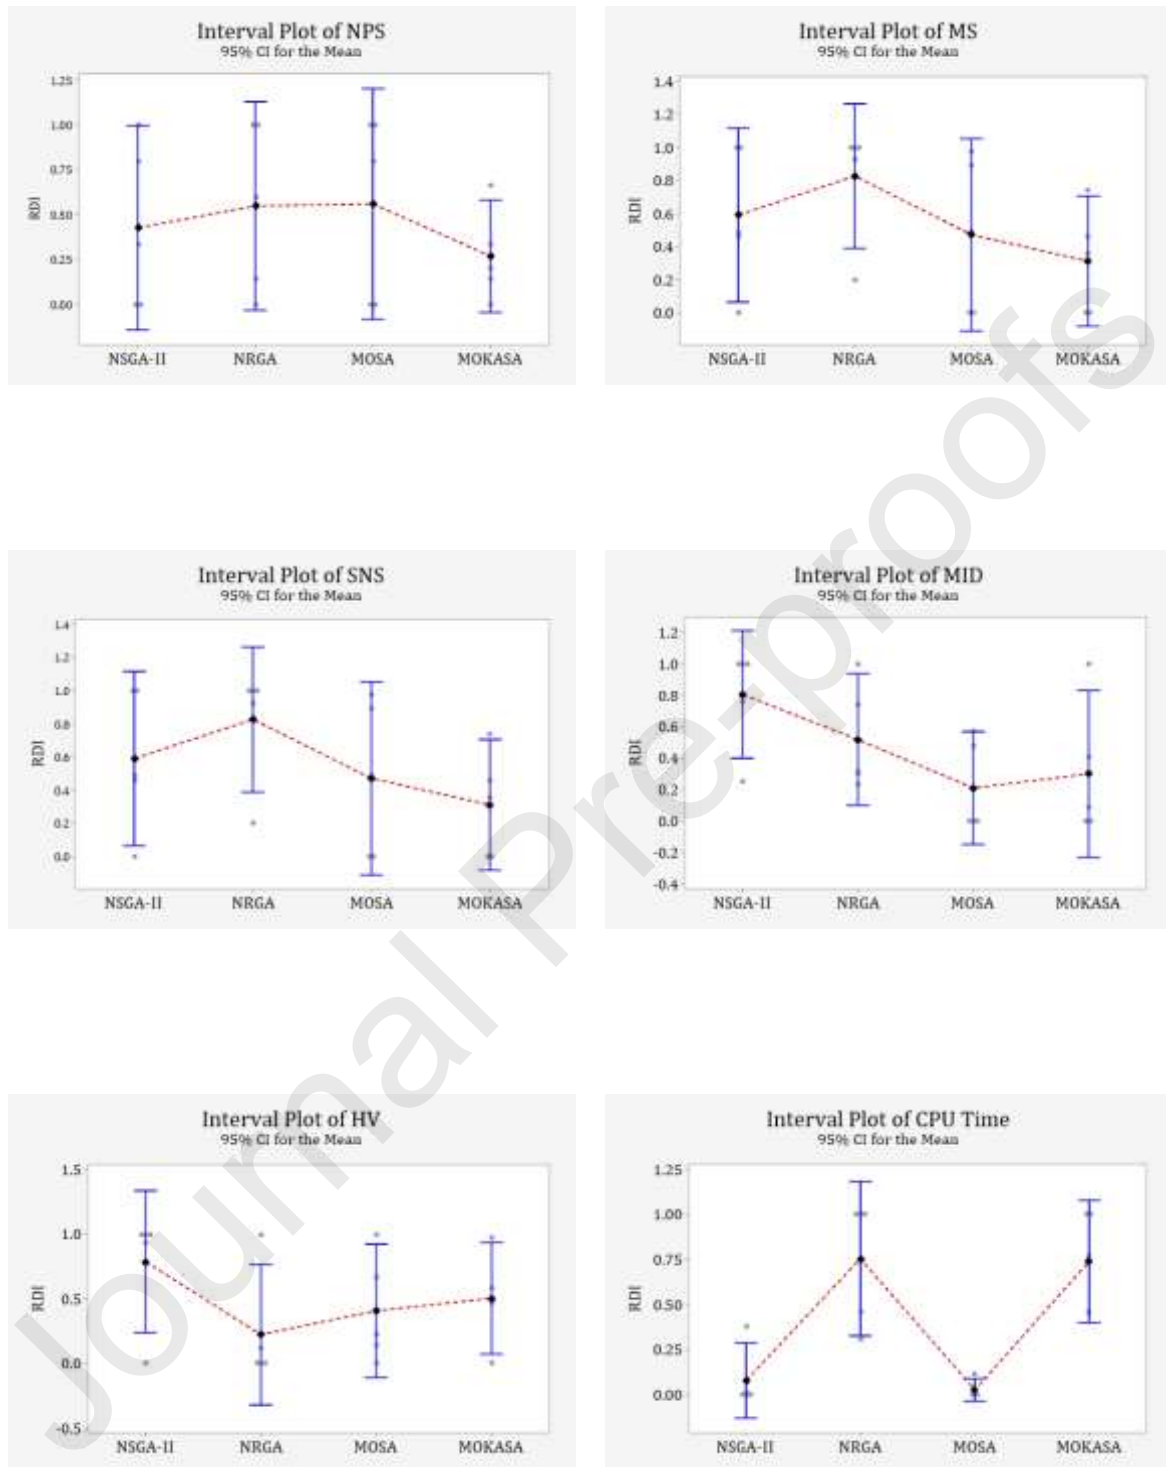 Interval Plot of NPS
95% CI for the Mean
RDI
1.25
1.00
0.75
0.50
0.25
0.00
NSGA-II NRGA MOSA MOKASA
Interval Plot of MS
95% CI for the Mean
RDI
1.4
1.2
1.0
0.8
0.6
0.4
0.2
0.0
NSGA-II NRGA MOSA MOKASA
Interval Plot of SNS
95% CI for the Mean
RDI
1.4
1.2
1.0
0.8
0.6
0.4
0.2
0.0
NSGA-II NRGA MOSA MOKASA
Interval Plot of MID
95% CI for the Mean
RDI
1.2
1.0
0.8
0.6
0.4
0.2
0.0
-0.2
-0.4
NSGA-II NRGA MOSA MOKASA
Interval Plot of HV
95% CI for the Mean
RDI
1.5
1.0
0.5
0.0
-0.5
NSGA-II NRGA MOSA MOKASA
Interval Plot of CPU Time
95% CI for the Mean
RDI
1.25
1.00
0.75
0.50
0.25
0.00
NSGA-II NRGA MOSA MOKASA
Journal Pre-proofs